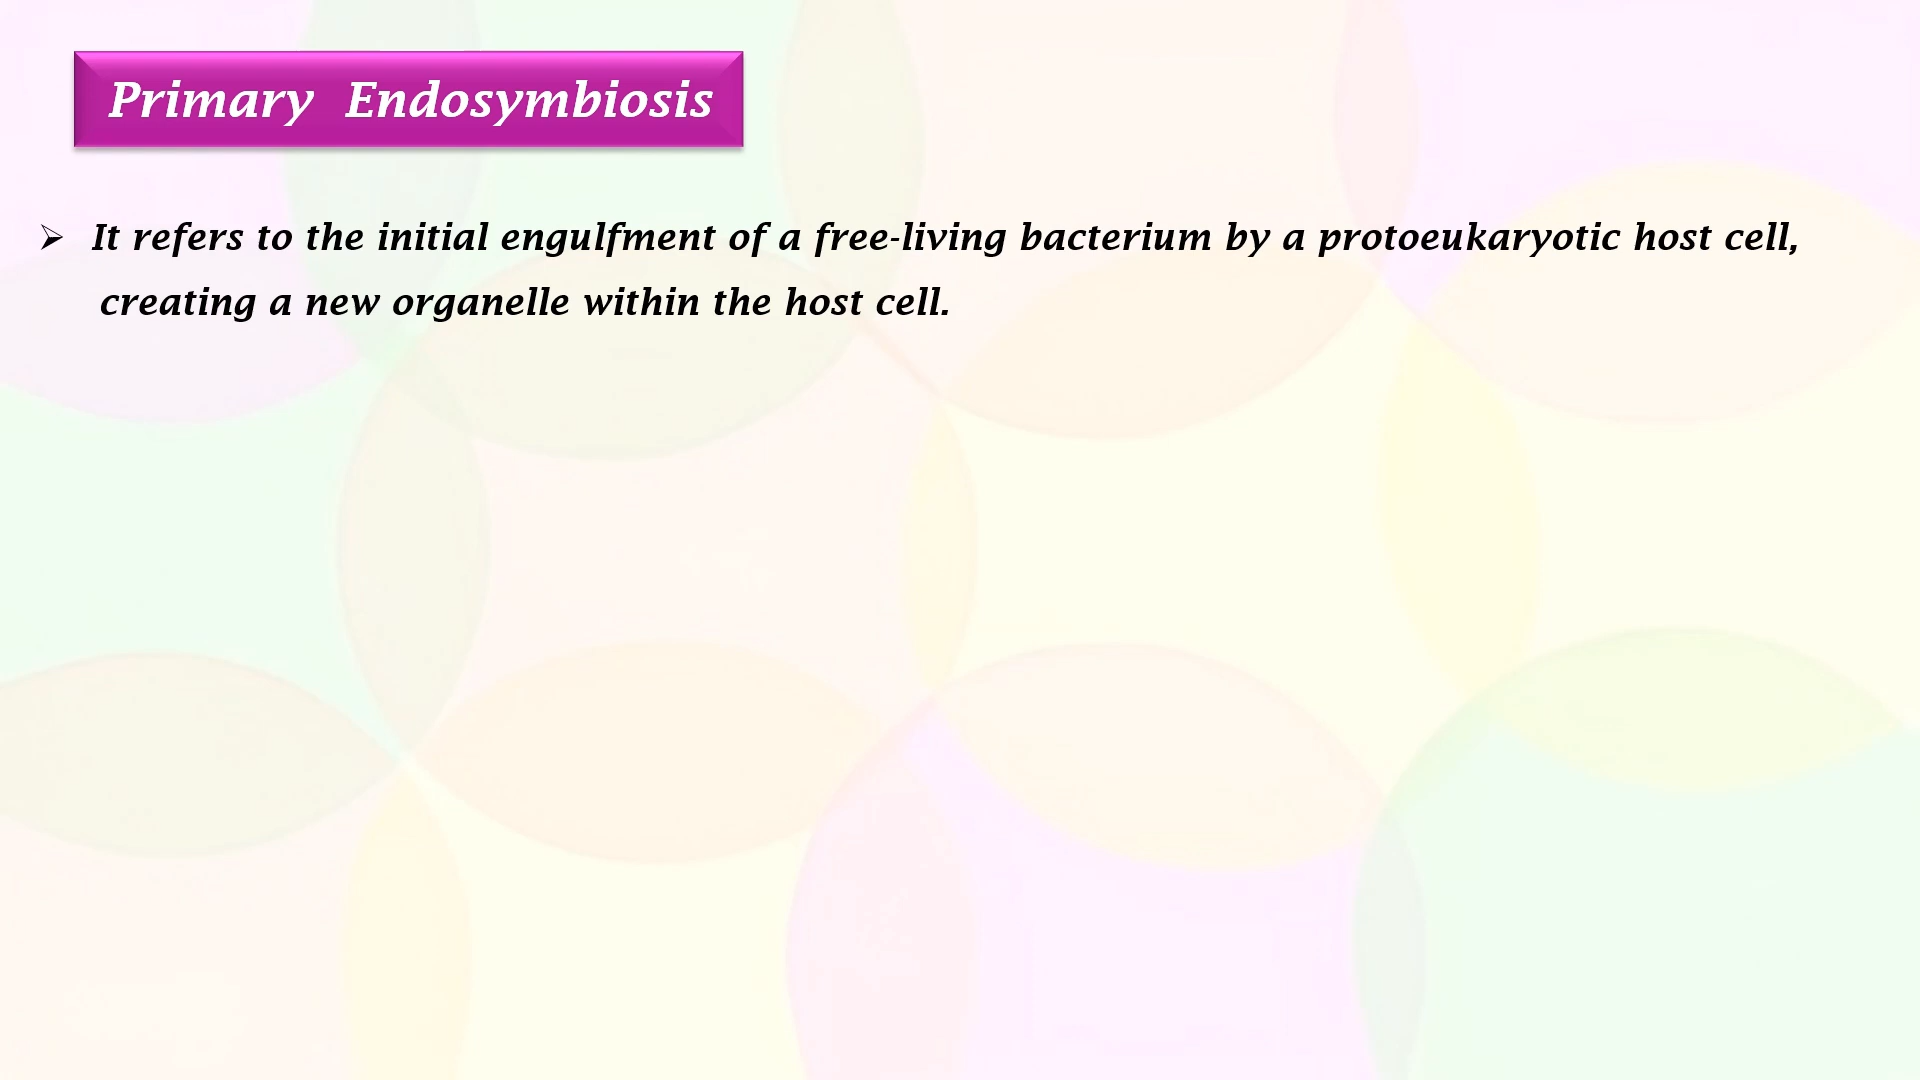 Primary Endosymbiosis
➢ It refers to the initial engulfment of a free-living bacterium by a protoeukaryotic host cell,
creating a new organelle within the host cell.